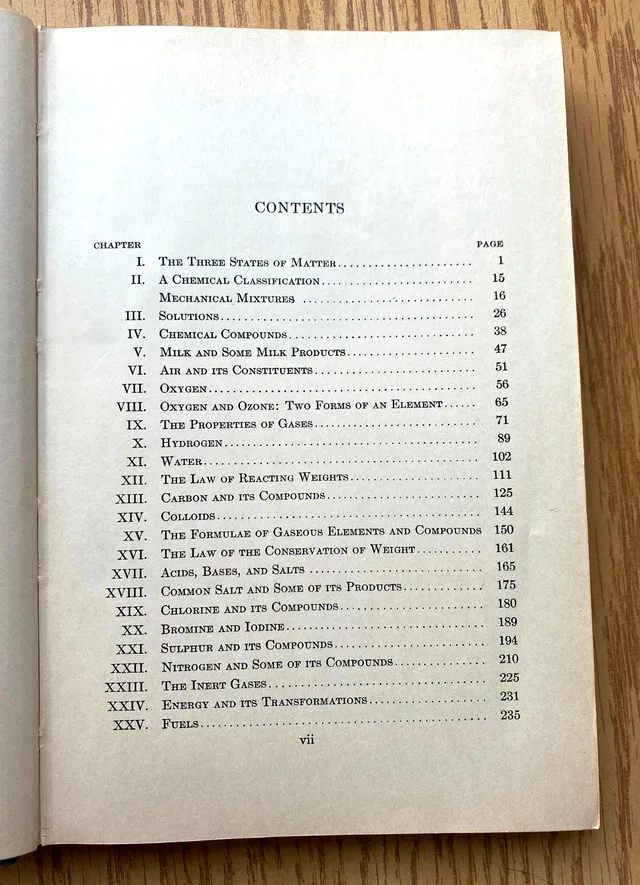 CONTENTS
CHAPTER PAGE
I. The Three States of Matter...................... 1
II. A Chemical Classification......................... 15
Mechanical Mixtures ........................... 16
III. Solutions......................................... 26
IV. Chemical Compounds.............................. 38
V. Milk and Some Milk Products..................... 47
VI. Air and its Constituents.......................... 51
VII. Oxygen........................................... 56
VIII. Oxygen and Ozone: Two Forms of an Element...... 65
IX. The Properties of Gases.......................... 71
X. Hydrogen......................................... 89
XI. Water............................................ 102
XII. The Law of Reacting Weights..................... 111
XIII. Carbon and its Compounds........................ 125
XIV. Colloids.......................................... 144
XV. The Formulae of Gaseous Elements and Compounds 150
XVI. The Law of the Conservation of Weight........... 161
XVII. Acids, Bases, and Salts ........................... 165
XVIII. Common Salt and Some of its Products............. 175
XIX. Chlorine and its Compounds....................... 180
XX. Bromine and Iodine............................... 189
XXI. Sulphur and its Compounds........................ 194
XXII. Nitrogen and Some of its Compounds.............. 210
XXIII. The Inert Gases.................................. 225
XXIV. Energy and its Transformations................... 231
XXV. Fuels............................................ 235
vii